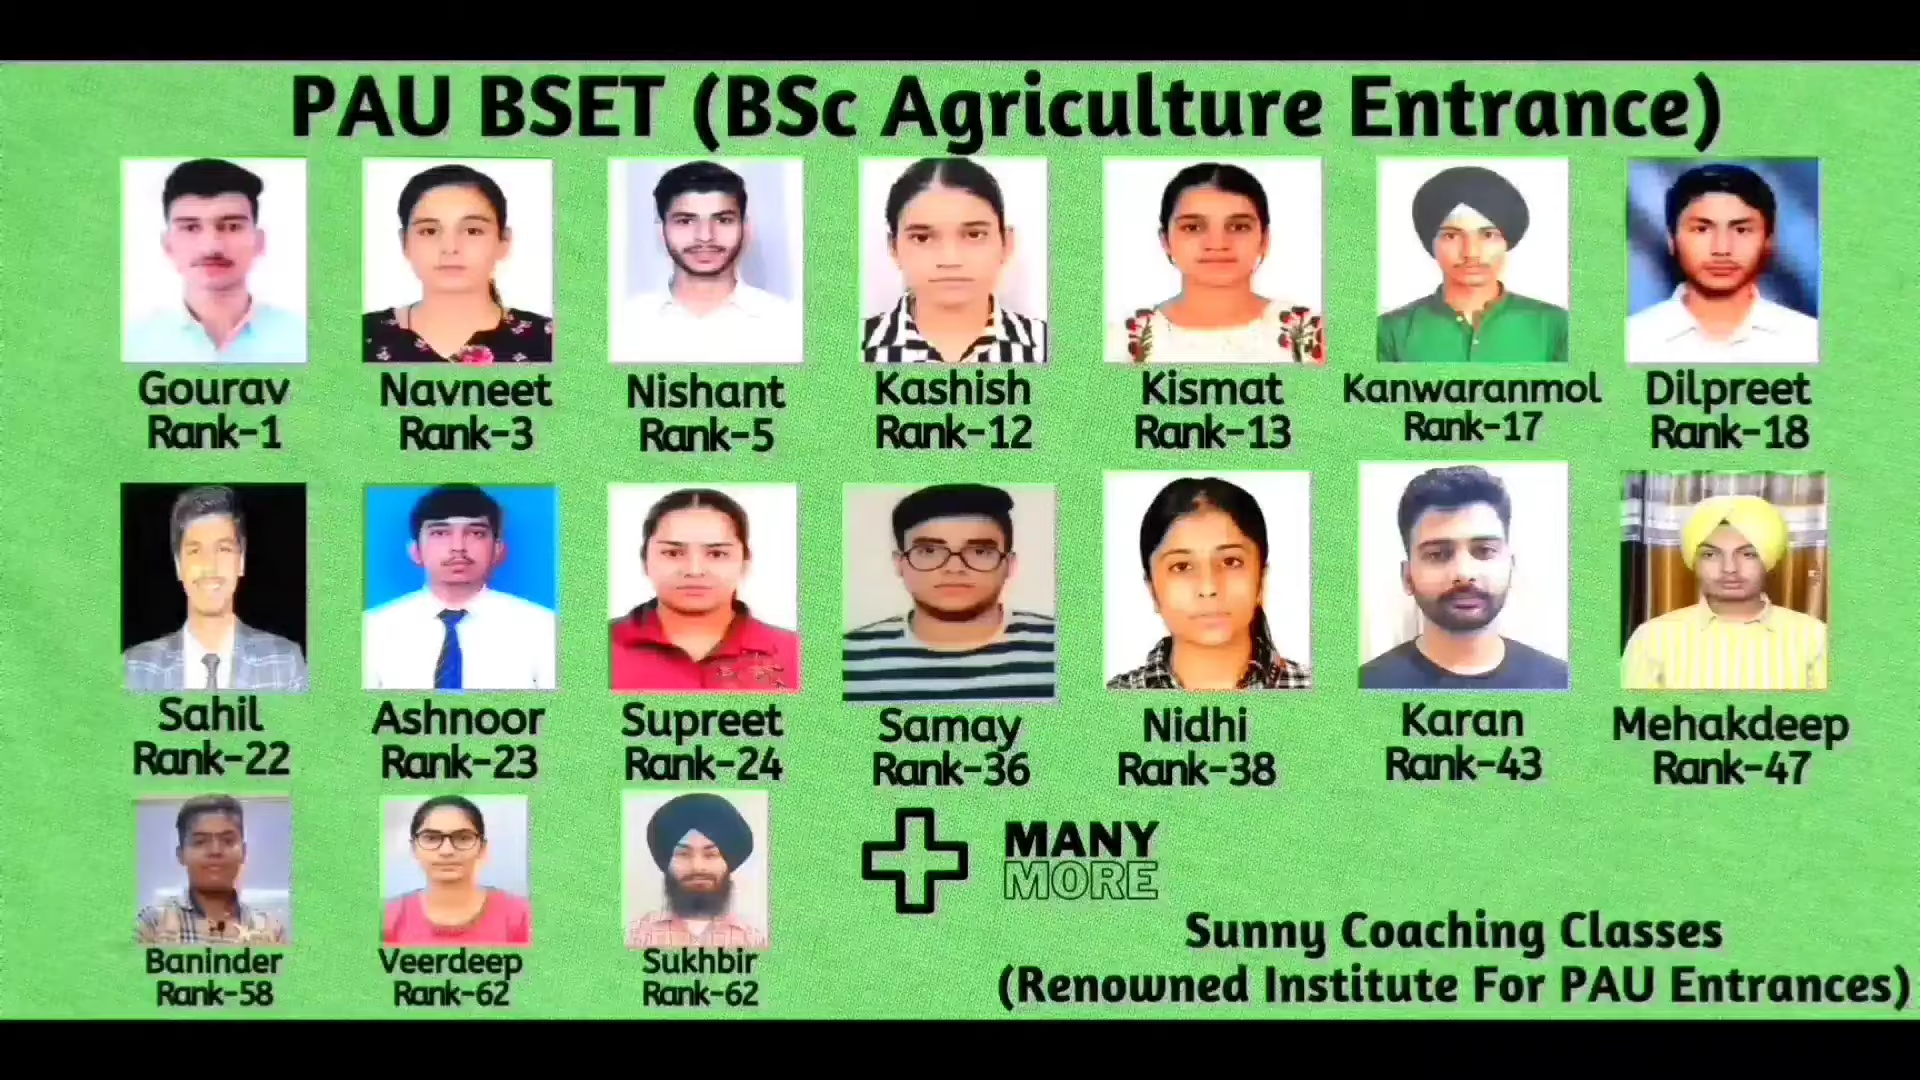 PAU BSET (BSc Agriculture Entrance)
Gourav
Rank-1
Navneet
Rank-3
Nishant
Rank-5
Kashish
Rank-12
Kismat
Rank-13
Kanwaranmol
Rank-17
Dilpreet
Rank-18
Sahil
Rank-22
Ashnoor
Rank-23
Supreet
Rank-24
Samay
Rank-36
Nidhi
Rank-38
Karan
Rank-43
Mehakdeep
Rank-47
Baninder
Rank-58
Veerdeep
Rank-62
Sukhbir
Rank-62
MANY
MORE
Sunny Coaching Classes
(Renowned Institute For PAU Entrances)